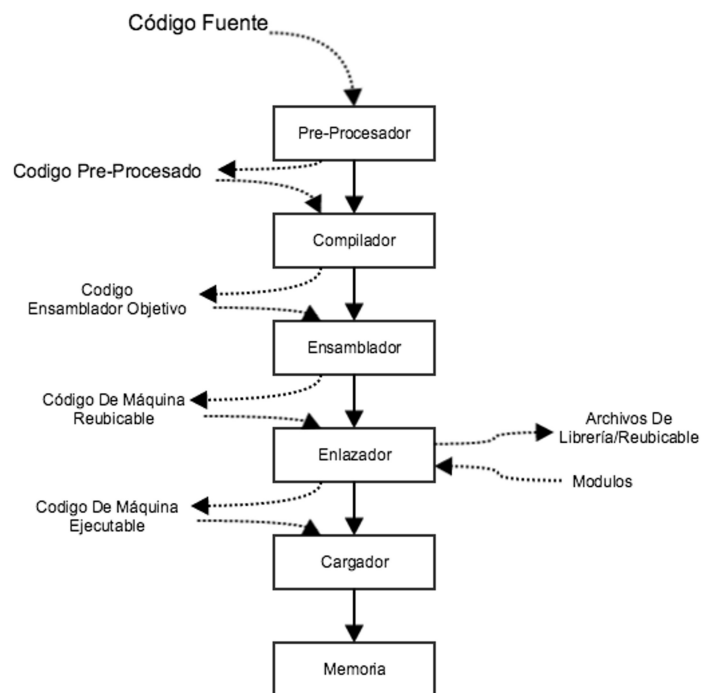 Código Fuente
Pre-Procesador
Codigo Pre-Procesado
Compilador
Codigo
Ensamblador Objetivo
Ensamblador
Código De Máquina
Reubicable
Archivos De
Librería/Reubicable
Enlazador
Modulos
Codigo De Máquina
Ejecutable
Cargador
Memoria